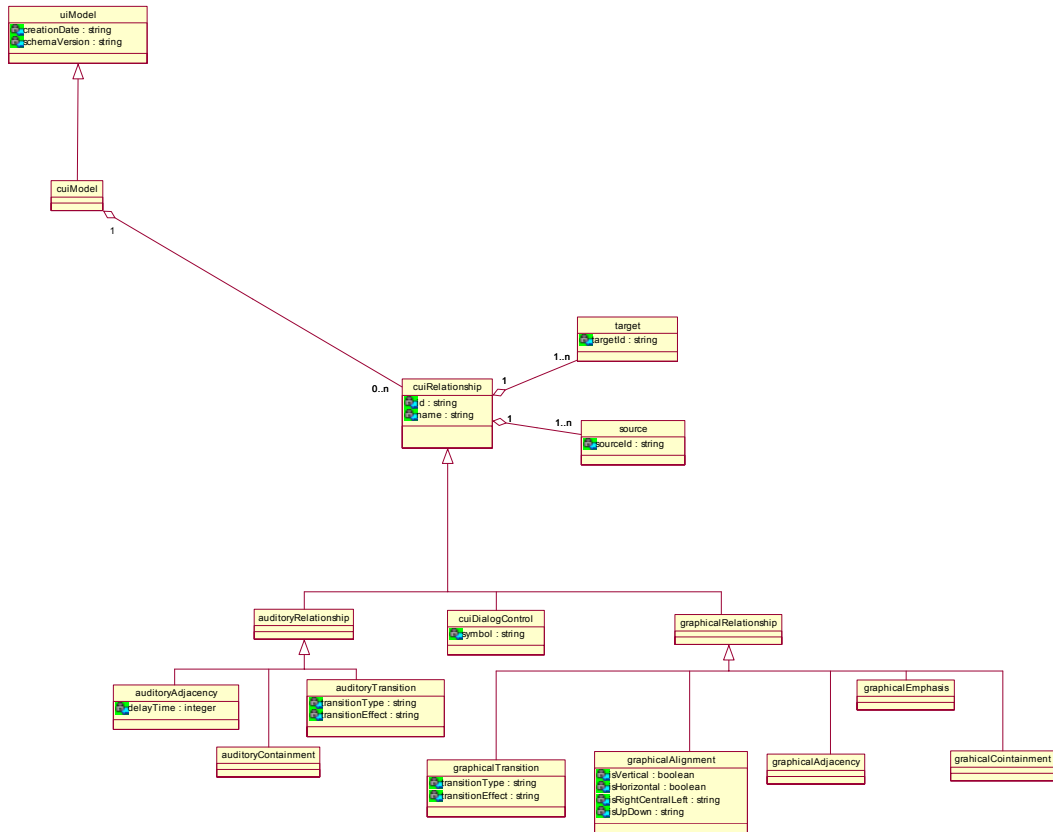 uiModel
creationDate : string
schemaVersion : string
cuiModel
1
target
targetId : string
1..n
0..n
cuiRelationship
id : string
name : string
1
1
1..n
source
sourceId : string
auditoryRelationship
cuiDialogControl
symbol : string
graphicalRelationship
auditoryAdjacency
delayTime : integer
auditoryTransition
transitionType : string
transitionEffect : string
graphicalEmphasis
auditoryContainment
graphicalTransition
transitionType : string
transitionEffect : string
graphicalAlignment
isVertical : boolean
isHorizontal : boolean
isRightCentralLeft : string
isUpDown : string
graphicalAdjacency
grahicalCointainment